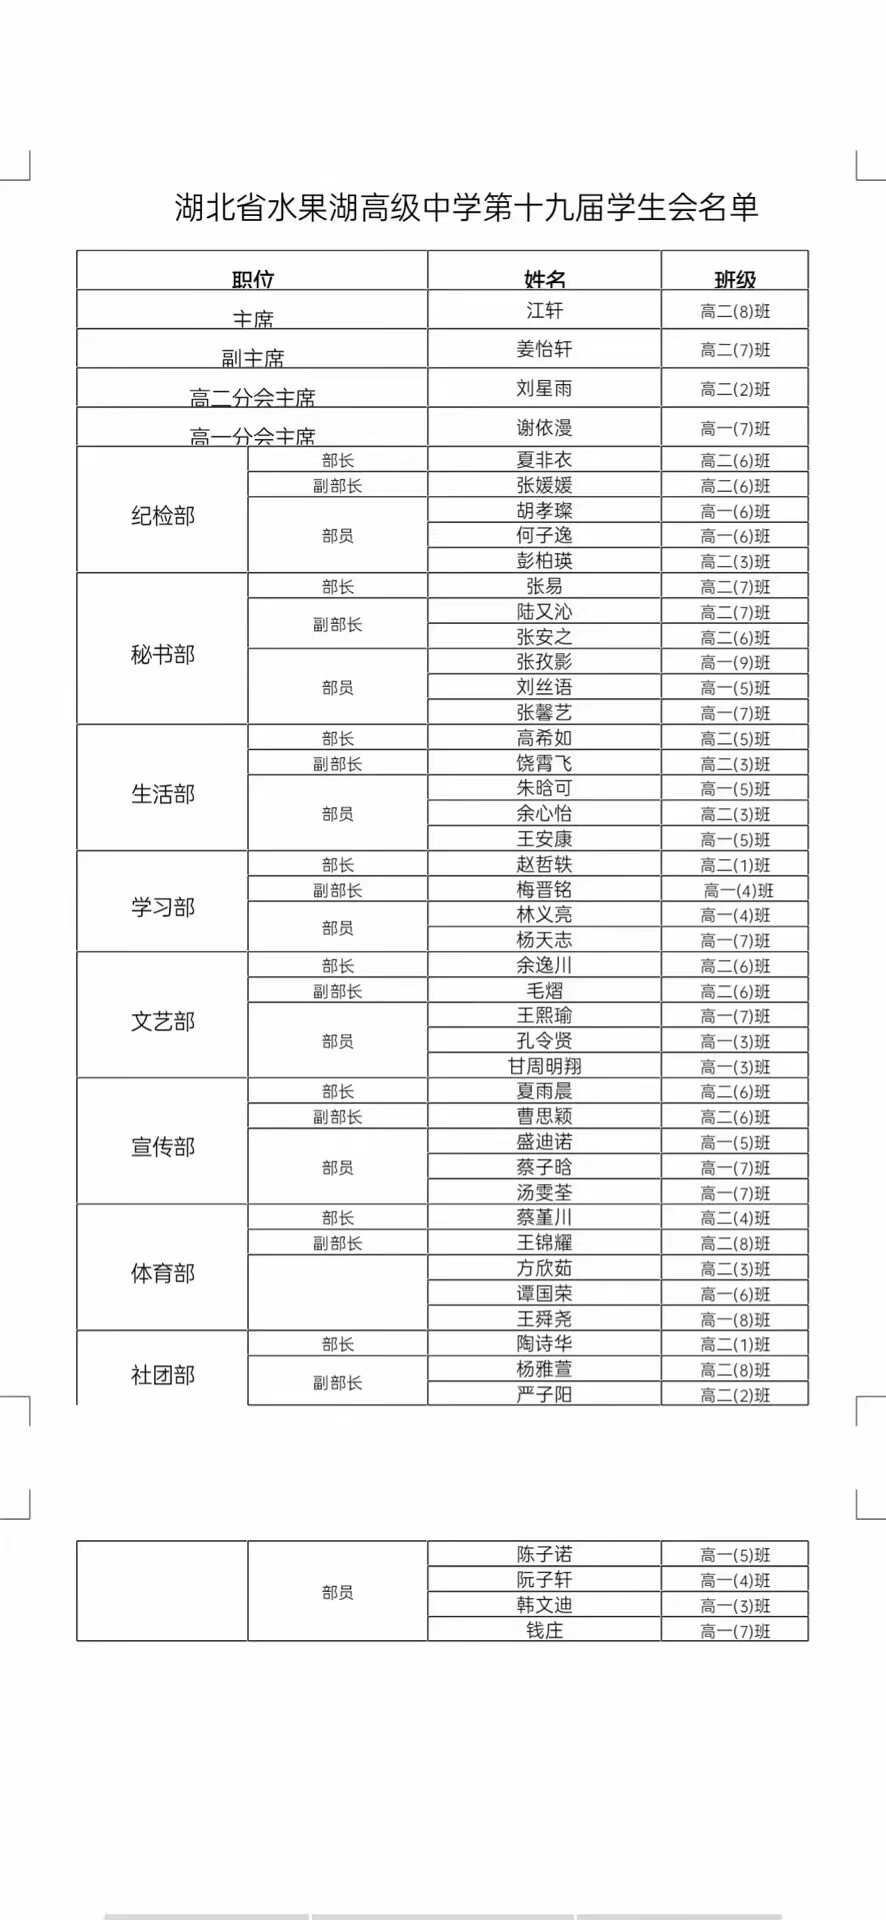 湖北省水果湖高级中学第十九届学生会名单
职位 姓名 班级
主席 江轩 高二(8)班
副主席 姜怡轩 高二(7)班
高二分会主席 刘星雨 高二(2)班
高一分会主席 谢依漫 高一(7)班
纪检部 部长 夏非衣 高二(6)班
副部长 张媛媛 高二(6)班
部员 胡孝璨 高一(6)班
何子逸 高一(6)班
彭柏瑛 高二(3)班
秘书部 部长 张易 高二(7)班
副部长 陆又沁 高二(7)班
张安之 高二(6)班
部员 张孜影 高一(9)班
刘丝语 高一(5)班
张馨艺 高一(7)班
生活部 部长 高希如 高二(5)班
副部长 饶霄飞 高二(3)班
部员 朱晗可 高一(5)班
余心怡 高二(3)班
王安康 高一(5)班
学习部 部长 赵哲轶 高二(1)班
副部长 梅晋铭 高一(4)班
部员 林义亮 高一(4)班
杨天志 高一(7)班
文艺部 部长 余逸川 高二(6)班
副部长 毛熠 高二(6)班
部员 王熙瑜 高一(7)班
孔令贤 高一(3)班
甘周明翔 高一(3)班
宣传部 部长 夏雨晨 高二(6)班
副部长 曹思颖 高二(6)班
部员 盛迪诺 高一(5)班
蔡子晗 高一(7)班
汤雯荃 高一(7)班
体育部 部长 蔡堇川 高二(4)班
副部长 王锦耀 高二(8)班
方欣茹 高二(3)班
谭国荣 高一(6)班
王舜尧 高一(8)班
社团部 部长 陶诗华 高二(1)班
副部长 杨雅萱 高二(8)班
严子阳 高二(2)班
部员 陈子诺 高一(5)班
阮子轩 高一(4)班
韩文迪 高一(3)班
钱庄 高一(7)班